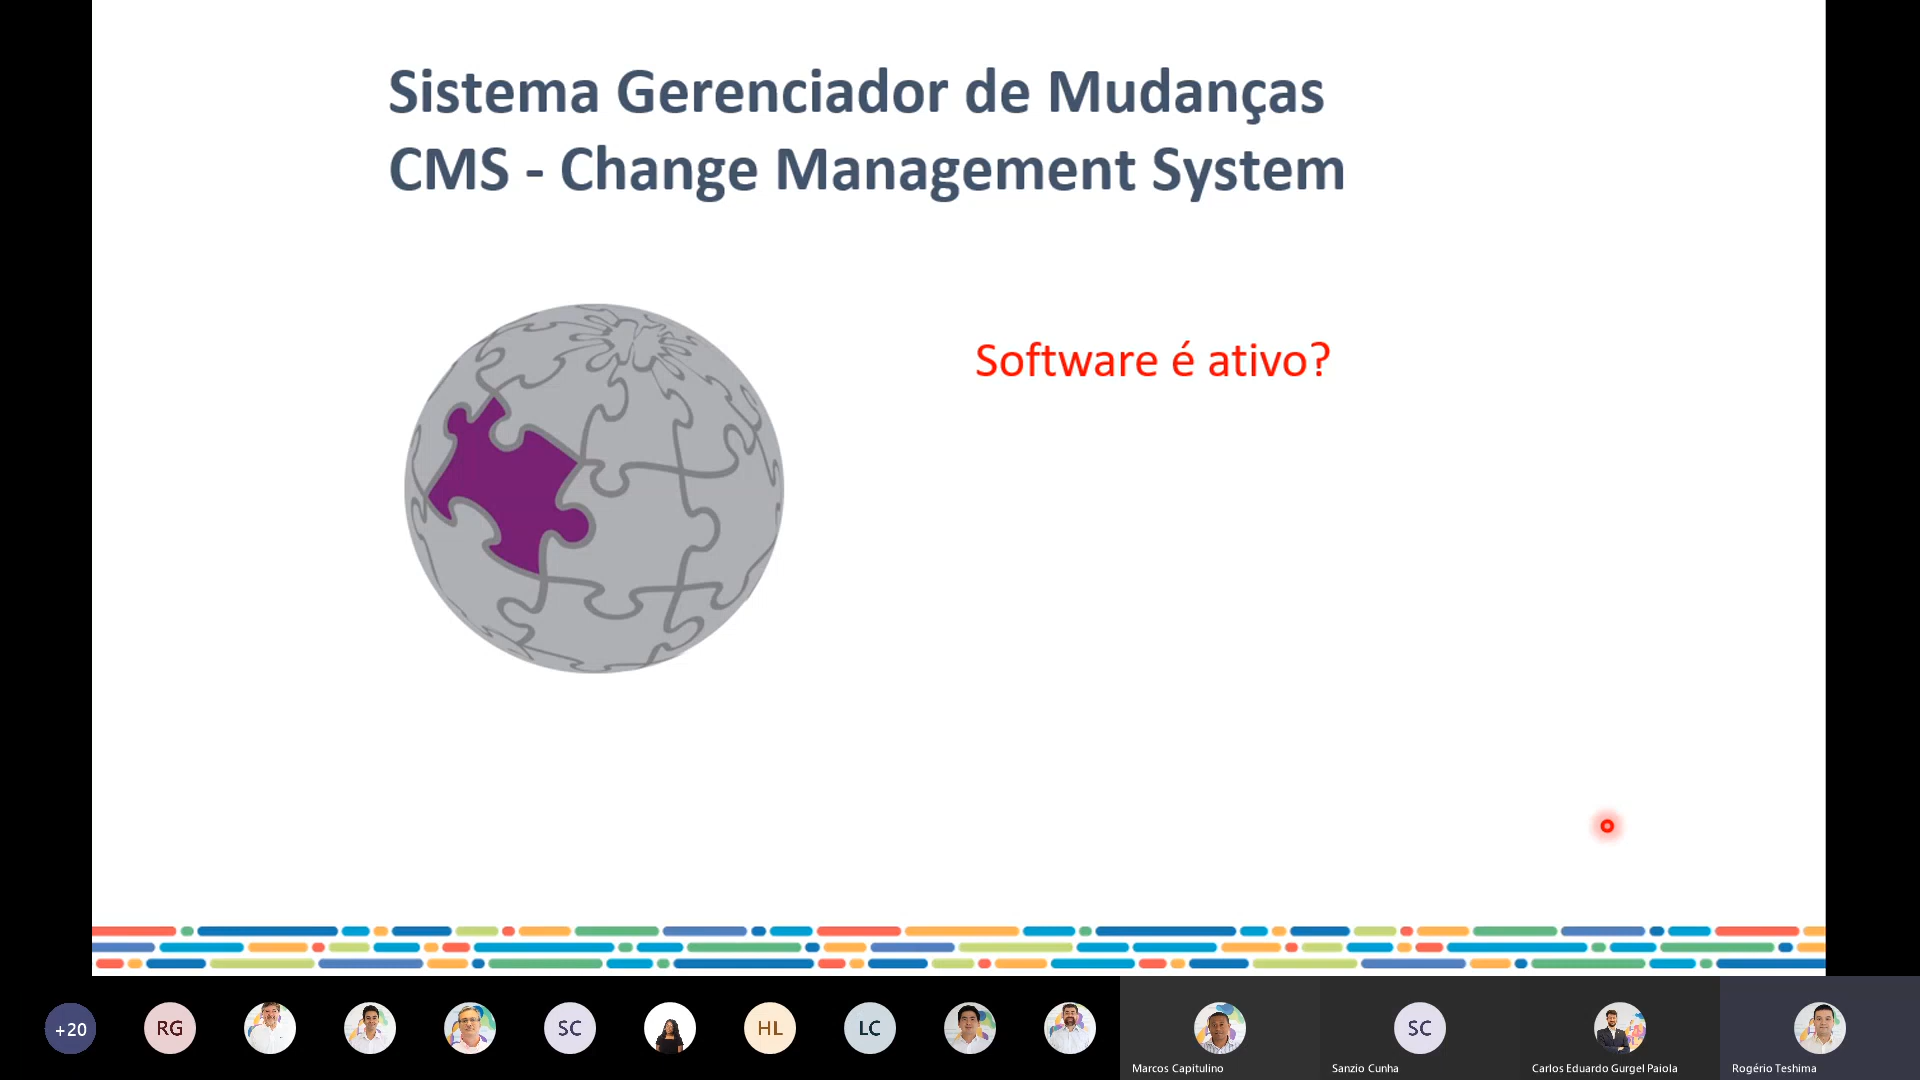 Sistema Gerenciador de Mudanças
CMS - Change Management System
Software é ativo?
+20
RG
SC
HL
LC
SC
Marcos Capitulino
Sanzio Cunha
Carlos Eduardo Gurgel Paiola
Rogério Teshima